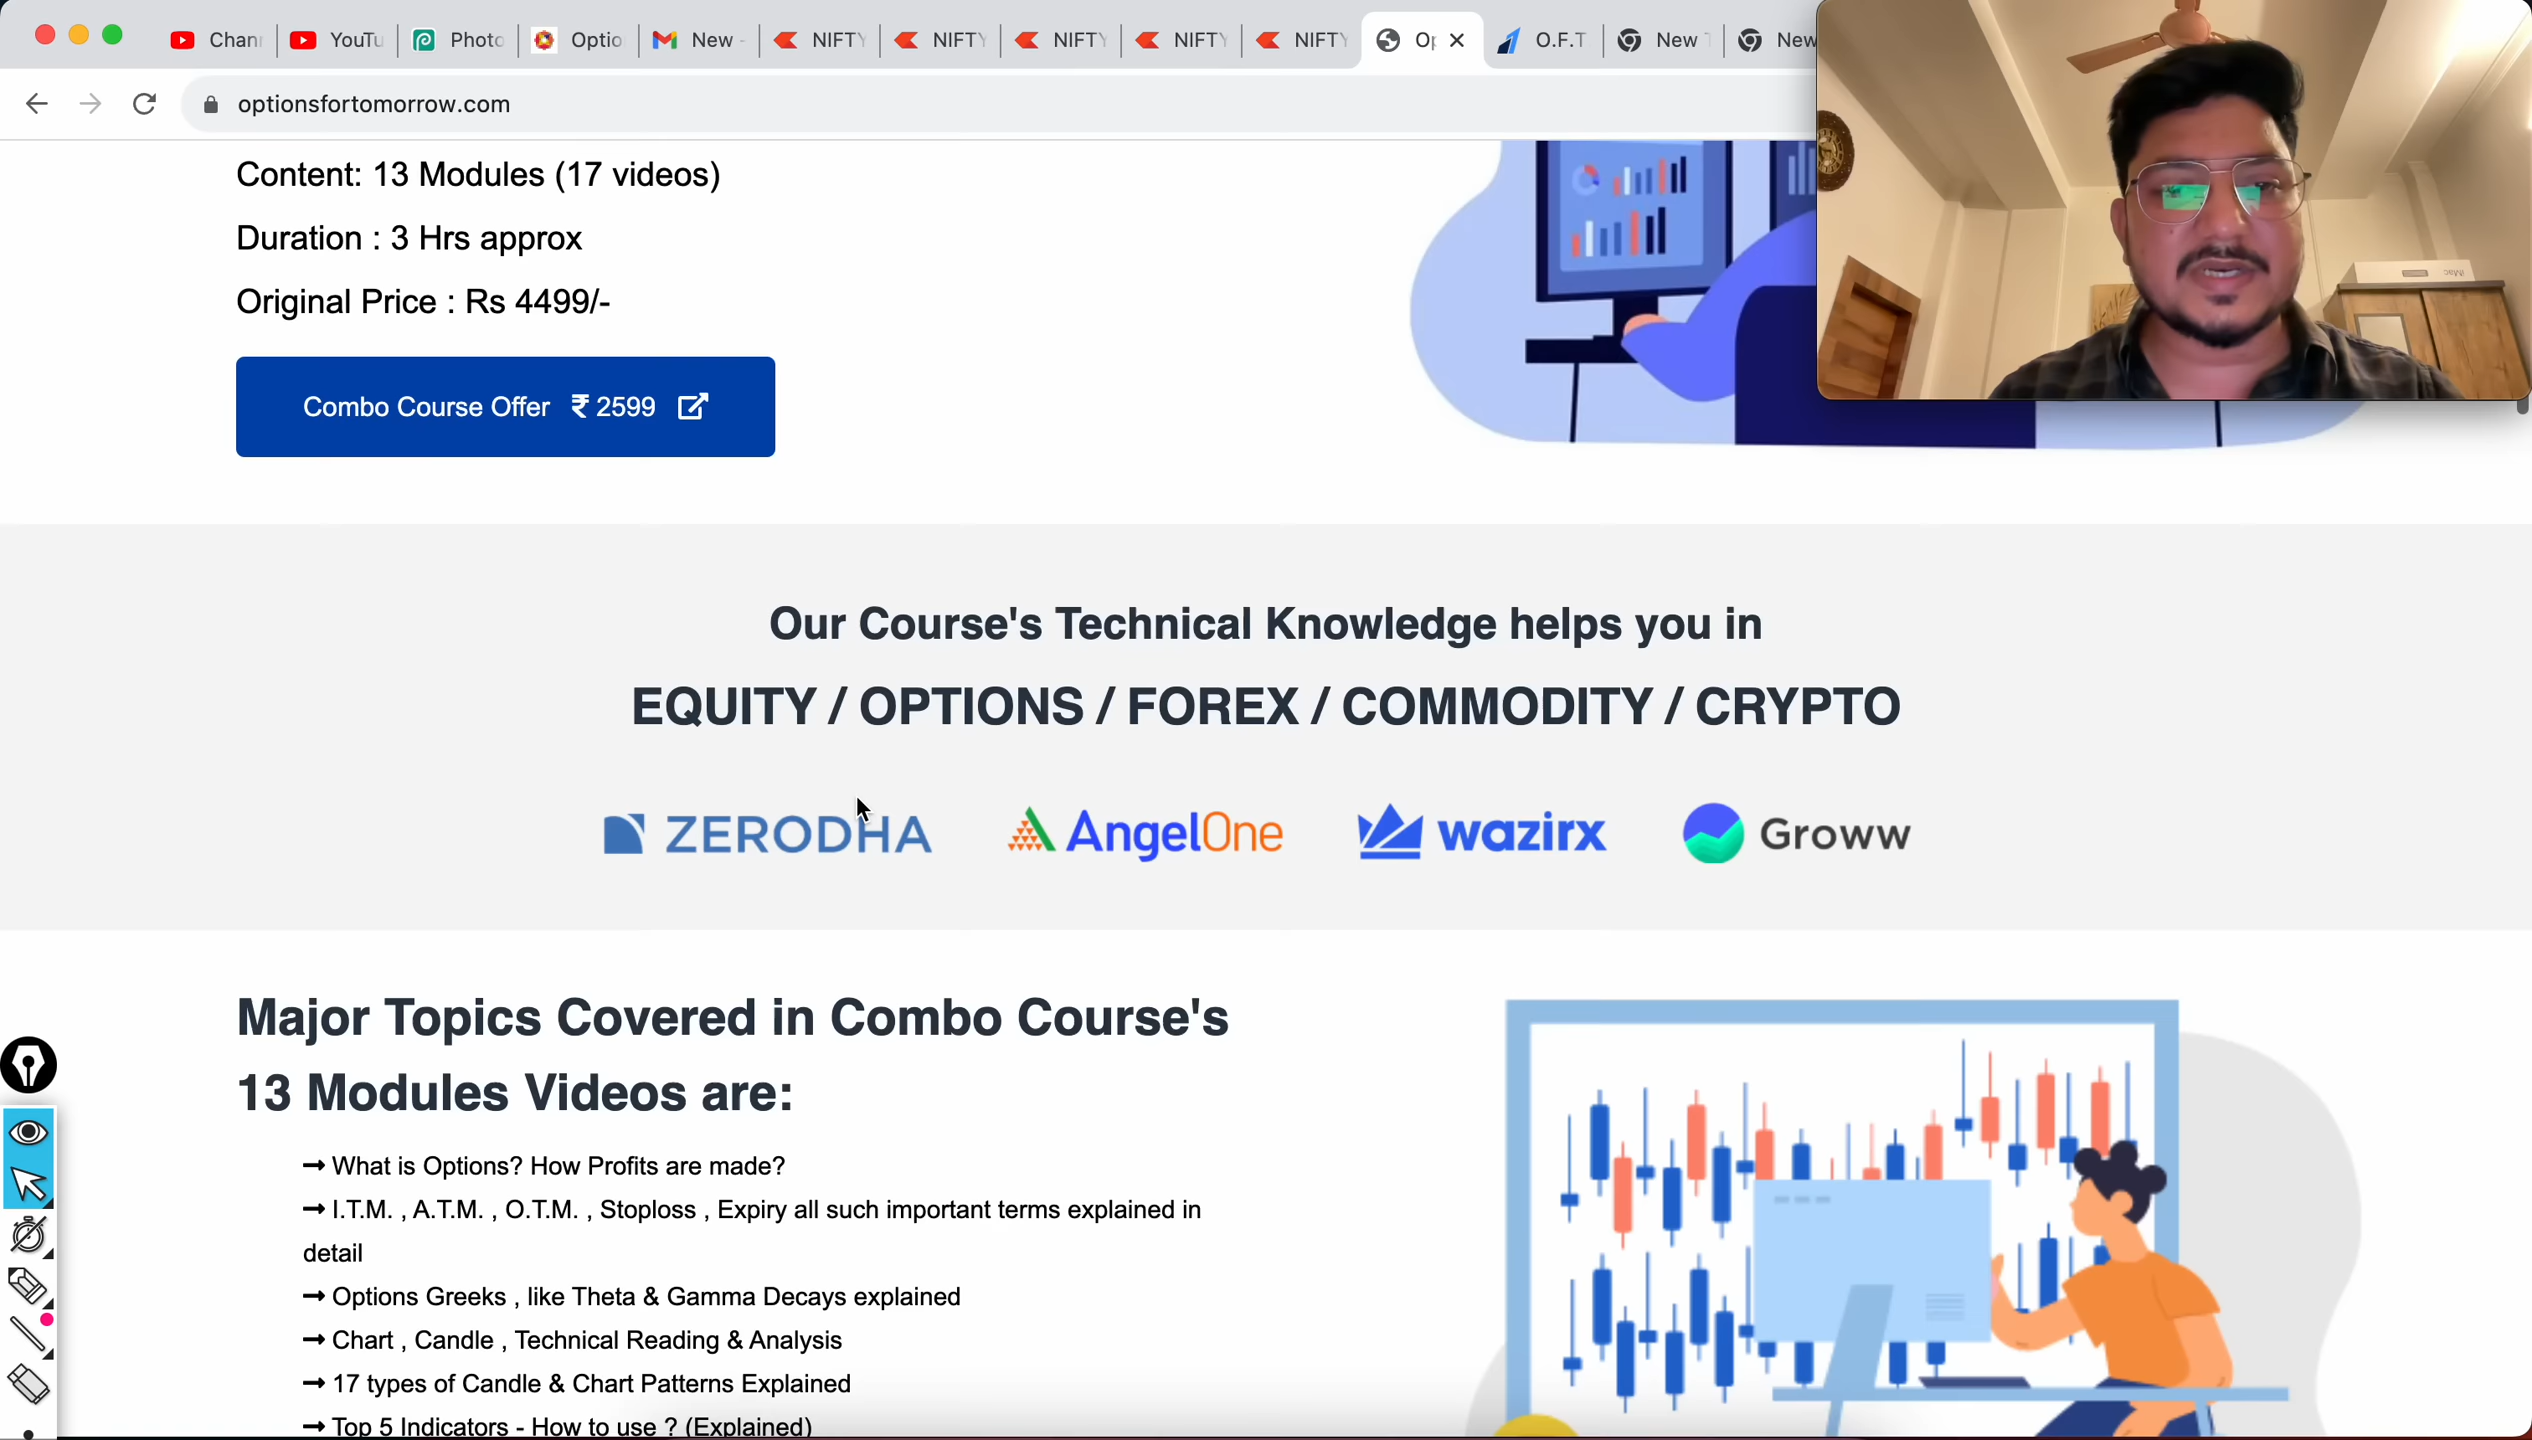 Chan
YouTu
Photo
Optio
New -
NIFTY
NIFTY
NIFTY
NIFTY
NIFTY
Op
O.F.T
New T
New
optionsfortomorrow.com
Content: 13 Modules (17 videos)
Duration : 3 Hrs approx
Original Price : Rs 4499/-
Combo Course Offer ₹ 2599
Our Course's Technical Knowledge helps you in
EQUITY / OPTIONS / FOREX / COMMODITY / CRYPTO
ZERODHA AngelOne wazirx Groww
Major Topics Covered in Combo Course's
13 Modules Videos are:
→ What is Options? How Profits are made?
→ I.T.M. , A.T.M. , O.T.M. , Stoploss , Expiry all such important terms explained in
detail
→ Options Greeks , like Theta & Gamma Decays explained
→ Chart , Candle , Technical Reading & Analysis
→ 17 types of Candle & Chart Patterns Explained
→ Top 5 Indicators - How to use ? (Explained)